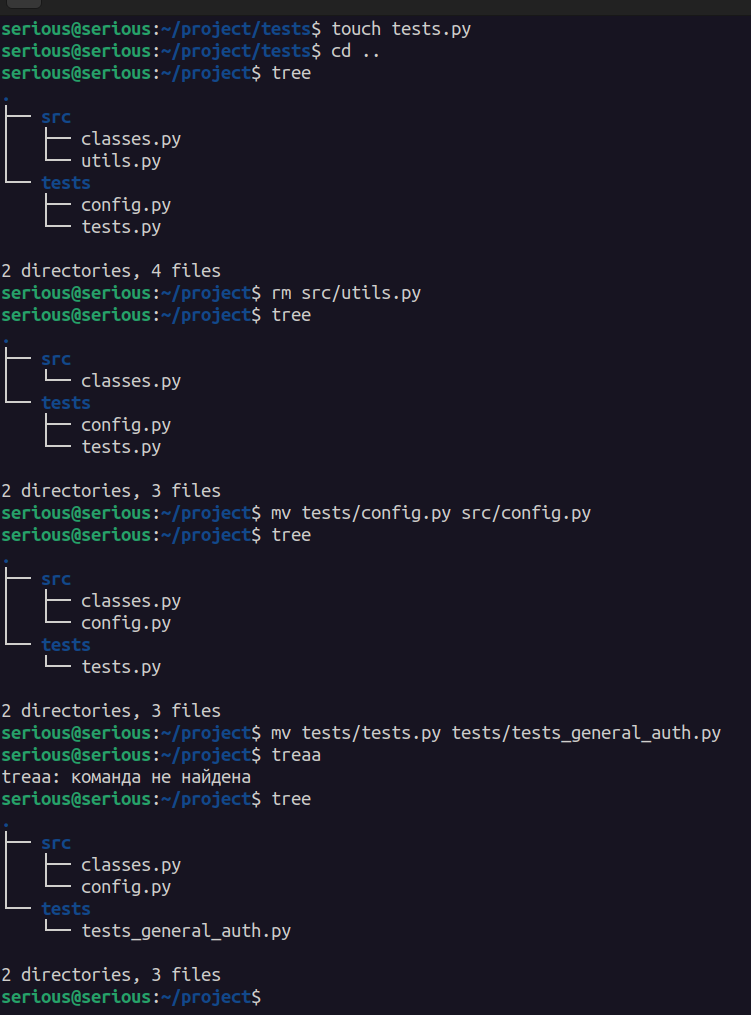 serious@serious:~/project/tests$ touch tests.py
serious@serious:~/project/tests$ cd ..
serious@serious:~/project$ tree
.
├── src
│   ├── classes.py
│   └── utils.py
└── tests
    ├── config.py
    └── tests.py

2 directories, 4 files
serious@serious:~/project$ rm src/utils.py
serious@serious:~/project$ tree
.
├── src
│   └── classes.py
└── tests
    ├── config.py
    └── tests.py

2 directories, 3 files
serious@serious:~/project$ mv tests/config.py src/config.py
serious@serious:~/project$ tree
.
├── src
│   ├── classes.py
│   └── config.py
└── tests
    └── tests.py

2 directories, 3 files
serious@serious:~/project$ mv tests/tests.py tests/tests_general_auth.py
serious@serious:~/project$ treaa
treaa: команда не найдена
serious@serious:~/project$ tree
.
├── src
│   ├── classes.py
│   └── config.py
└── tests
    └── tests_general_auth.py

2 directories, 3 files
serious@serious:~/project$